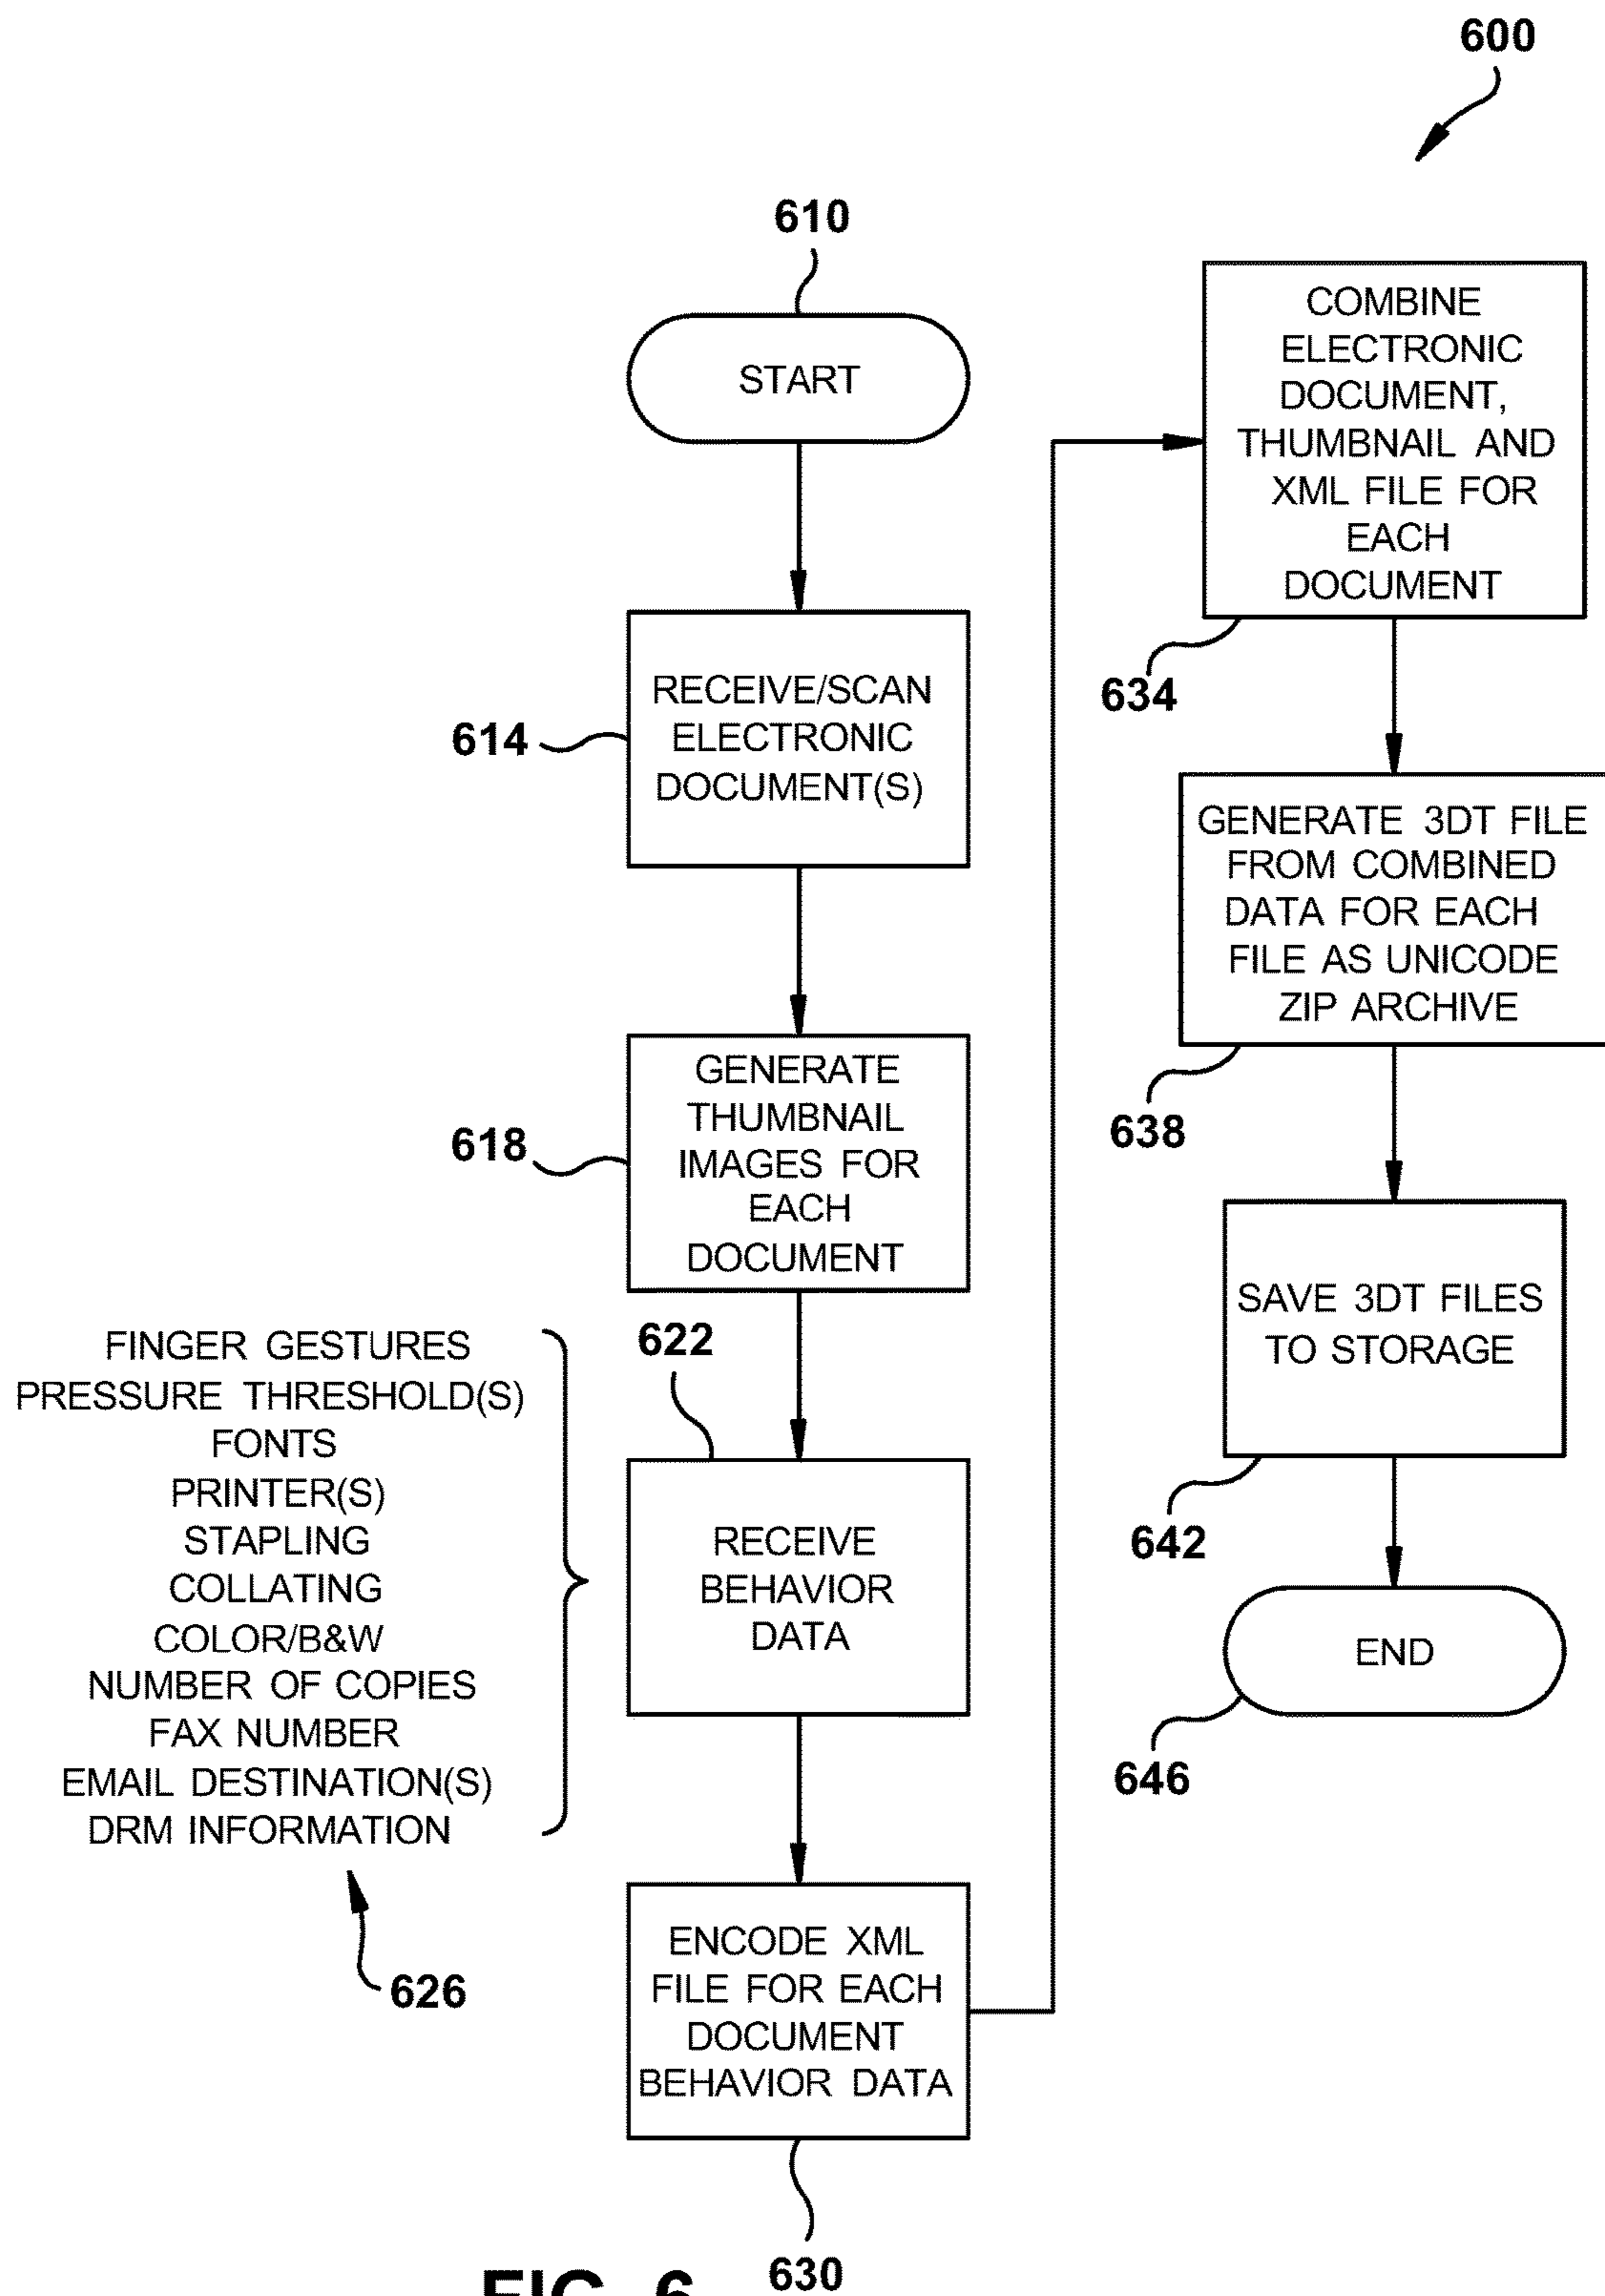 600
610
START
614
RECEIVE/SCAN
ELECTRONIC
DOCUMENT(S)
618
GENERATE
THUMBNAIL
IMAGES FOR
EACH
DOCUMENT
622
RECEIVE
BEHAVIOR
DATA
FINGER GESTURES
PRESSURE THRESHOLD(S)
FONTS
PRINTER(S)
STAPLING
COLLATING
COLOR/B&W
NUMBER OF COPIES
FAX NUMBER
EMAIL DESTINATION(S)
DRM INFORMATION
626
ENCODE XML
FILE FOR EACH
DOCUMENT
BEHAVIOR DATA
630
COMBINE
ELECTRONIC
DOCUMENT,
THUMBNAIL AND
XML FILE FOR
EACH
DOCUMENT
634
GENERATE 3DT FILE
FROM COMBINED
DATA FOR EACH
FILE AS UNICODE
ZIP ARCHIVE
638
SAVE 3DT FILES
TO STORAGE
642
END
646
FIG. 6